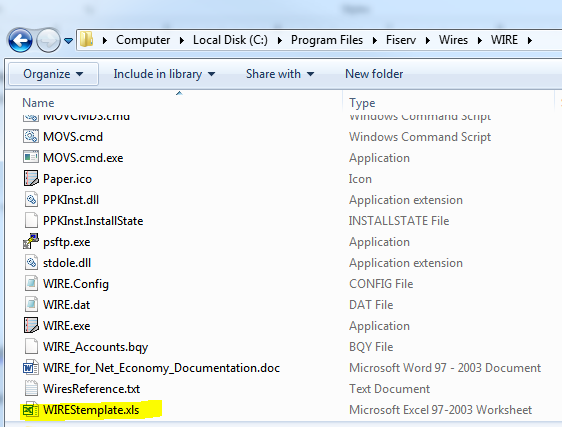 Computer Local Disk (C:) Program Files Fiserv Wires WIRE
Organize Include in library Share with New folder
Name Type
MOVCMDS.cmd Windows Command Script
MOVS.cmd Windows Command Script
MOVS.cmd.exe Application
Paper.ico Icon
PPKInst.dll Application extension
PPKInst.InstallState INSTALLSTATE File
psftp.exe Application
stdole.dll Application extension
WIRE.Config CONFIG File
WIRE.dat DAT File
WIRE.exe Application
WIRE_Accounts.bqy BQY File
WIRE_for_Net_Economy_Documentation.doc Microsoft Word 97 - 2003 Document
WiresReference.txt Text Document
WIREStemplate.xls Microsoft Excel 97-2003 Worksheet